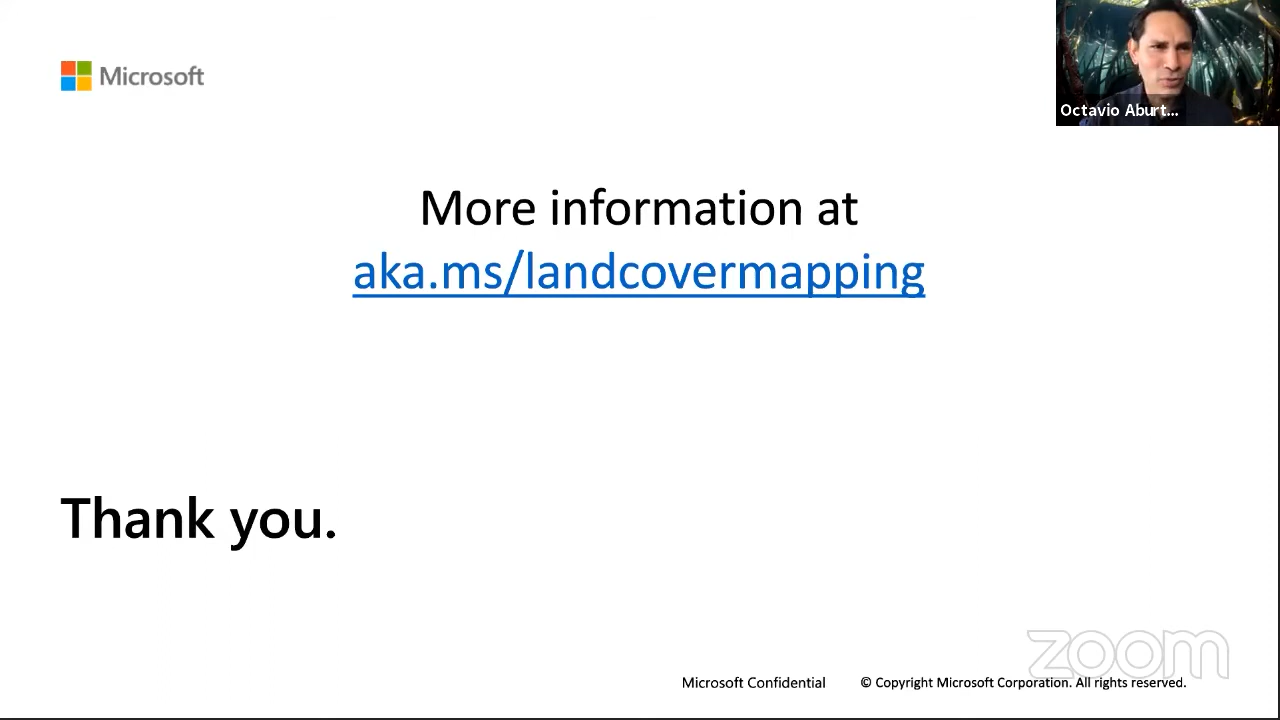 Microsoft
Octavio Aburt...
More information at
aka.ms/landcovermapping
Thank you.
zoom
Microsoft Confidential © Copyright Microsoft Corporation. All rights reserved.